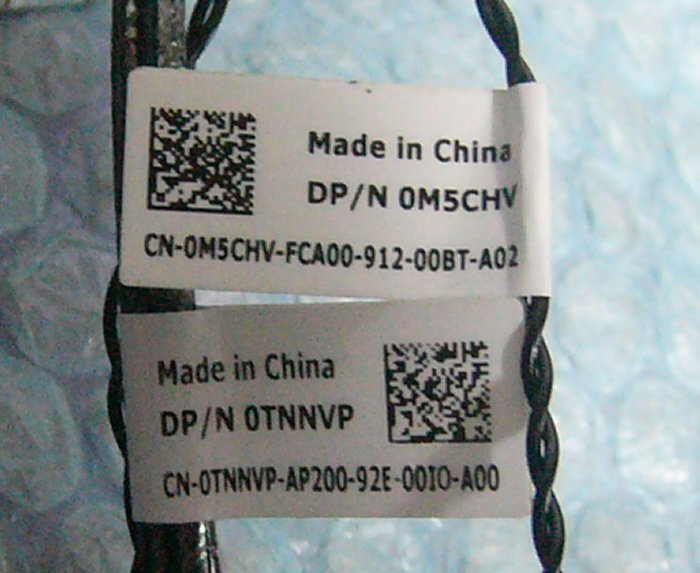 Made in China
DP/N 0M5CHV
CN-0M5CHV-FCA00-912-00BT-A02
Made in China
DP/N 0TNNVP
CN-0TNNVP-AP200-92E-00IO-A00